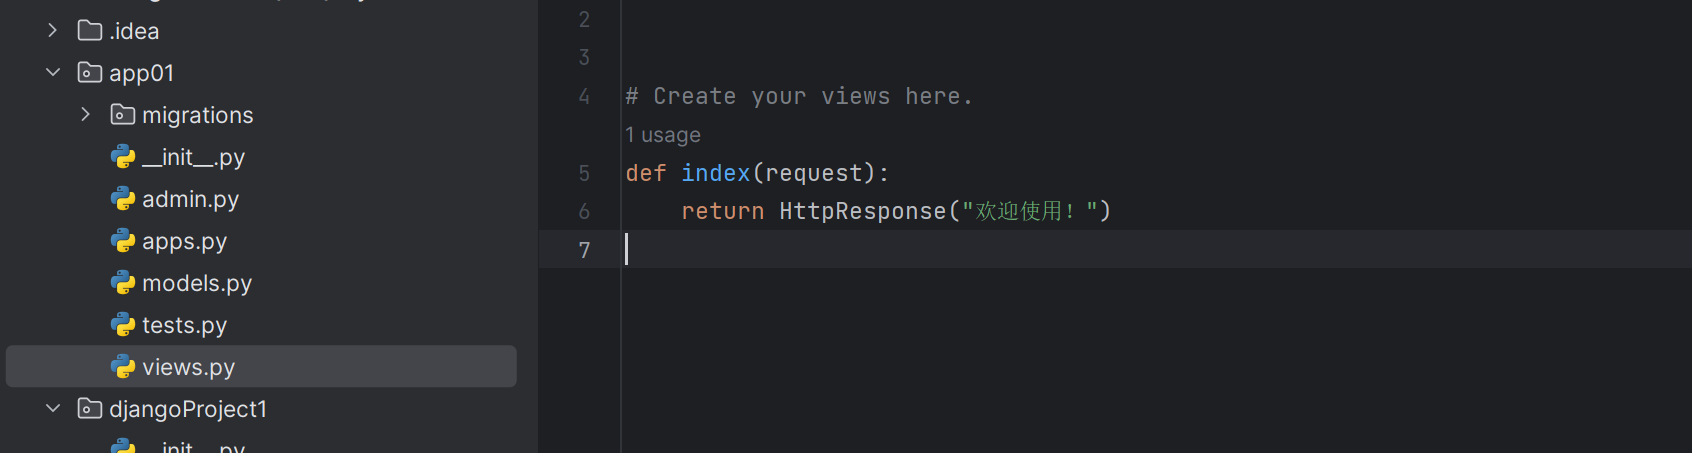 .idea
app01
migrations
__init__.py
admin.py
apps.py
models.py
tests.py
views.py
djangoProject1
2
3
4 # Create your views here.
1 usage
5 def index(request):
6     return HttpResponse("欢迎使用！")
7